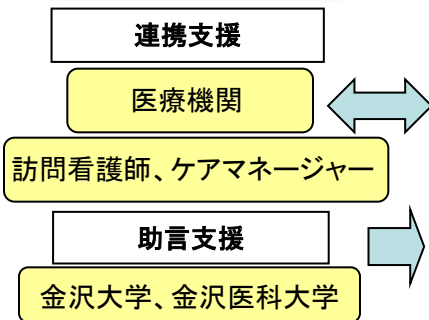 連携支援
医療機関
訪問看護師、ケアマネージャー
助言支援
金沢大学、金沢医科大学